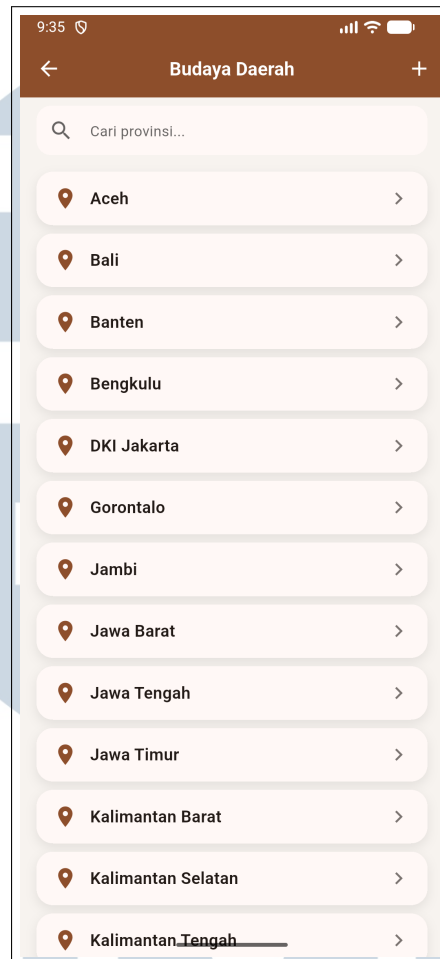 9:35
Budaya Daerah
Cari provinsi...
Aceh
Bali
Banten
Bengkulu
DKI Jakarta
Gorontalo
Jambi
Jawa Barat
Jawa Tengah
Jawa Timur
Kalimantan Barat
Kalimantan Selatan
Kalimantan Tengah